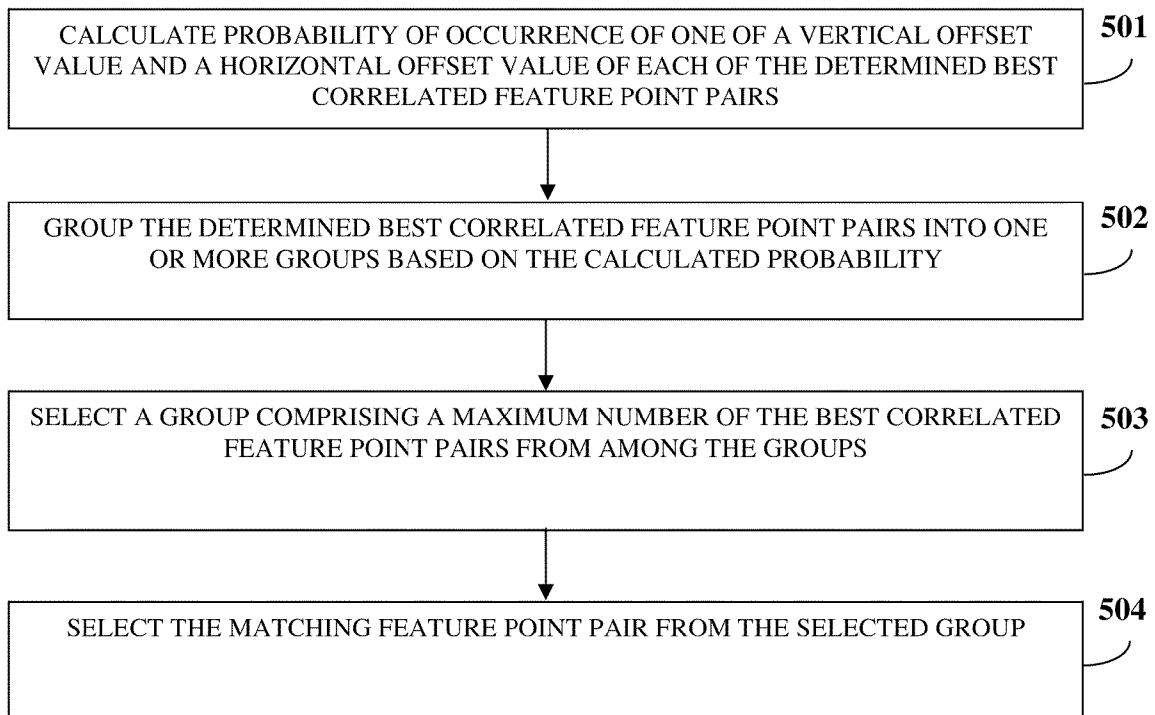 CALCULATE PROBABILITY OF OCCURRENCE OF ONE OF A VERTICAL OFFSET
VALUE AND A HORIZONTAL OFFSET VALUE OF EACH OF THE DETERMINED BEST
CORRELATED FEATURE POINT PAIRS
501
GROUP THE DETERMINED BEST CORRELATED FEATURE POINT PAIRS INTO ONE
OR MORE GROUPS BASED ON THE CALCULATED PROBABILITY
502
SELECT A GROUP COMPRISING A MAXIMUM NUMBER OF THE BEST CORRELATED
FEATURE POINT PAIRS FROM AMONG THE GROUPS
503
SELECT THE MATCHING FEATURE POINT PAIR FROM THE SELECTED GROUP
504